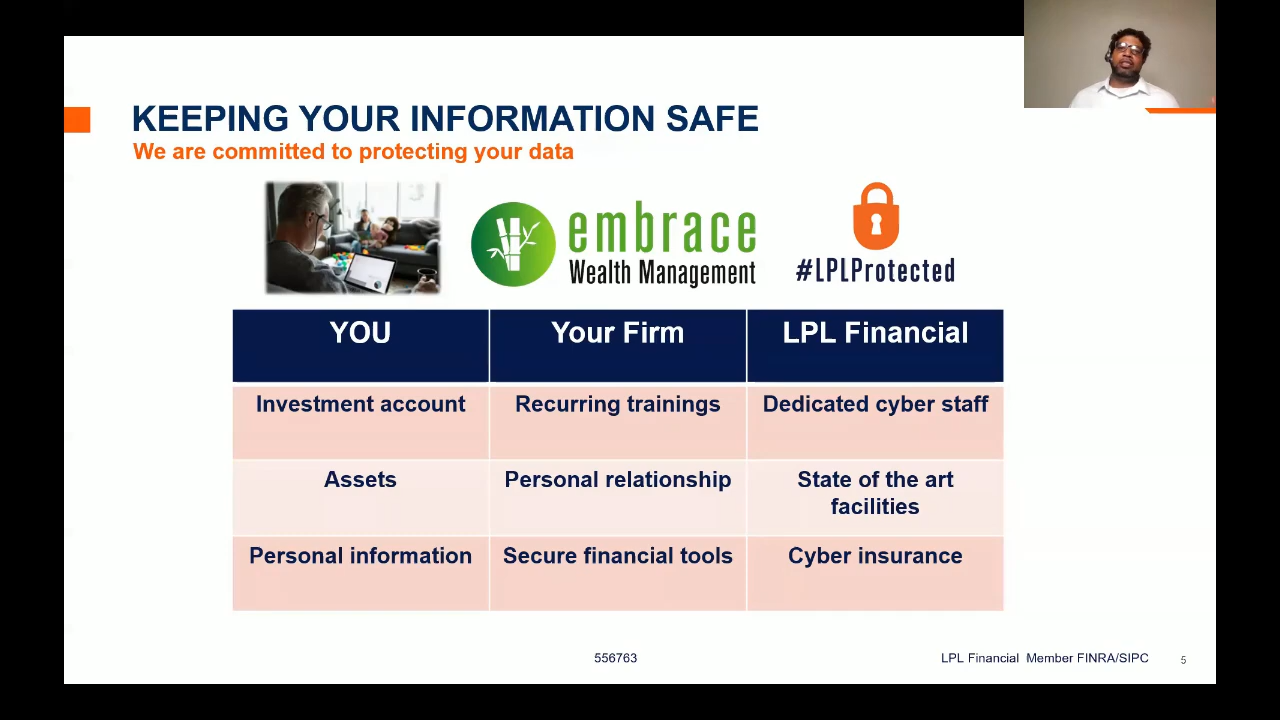 KEEPING YOUR INFORMATION SAFE
We are committed to protecting your data
embrace
Wealth Management
#LPLProtected
YOU
Your Firm
LPL Financial
Investment account
Recurring trainings
Dedicated cyber staff
Assets
Personal relationship
State of the art
facilities
Personal information
Secure financial tools
Cyber insurance
556763
LPL Financial Member FINRA/SIPC
5